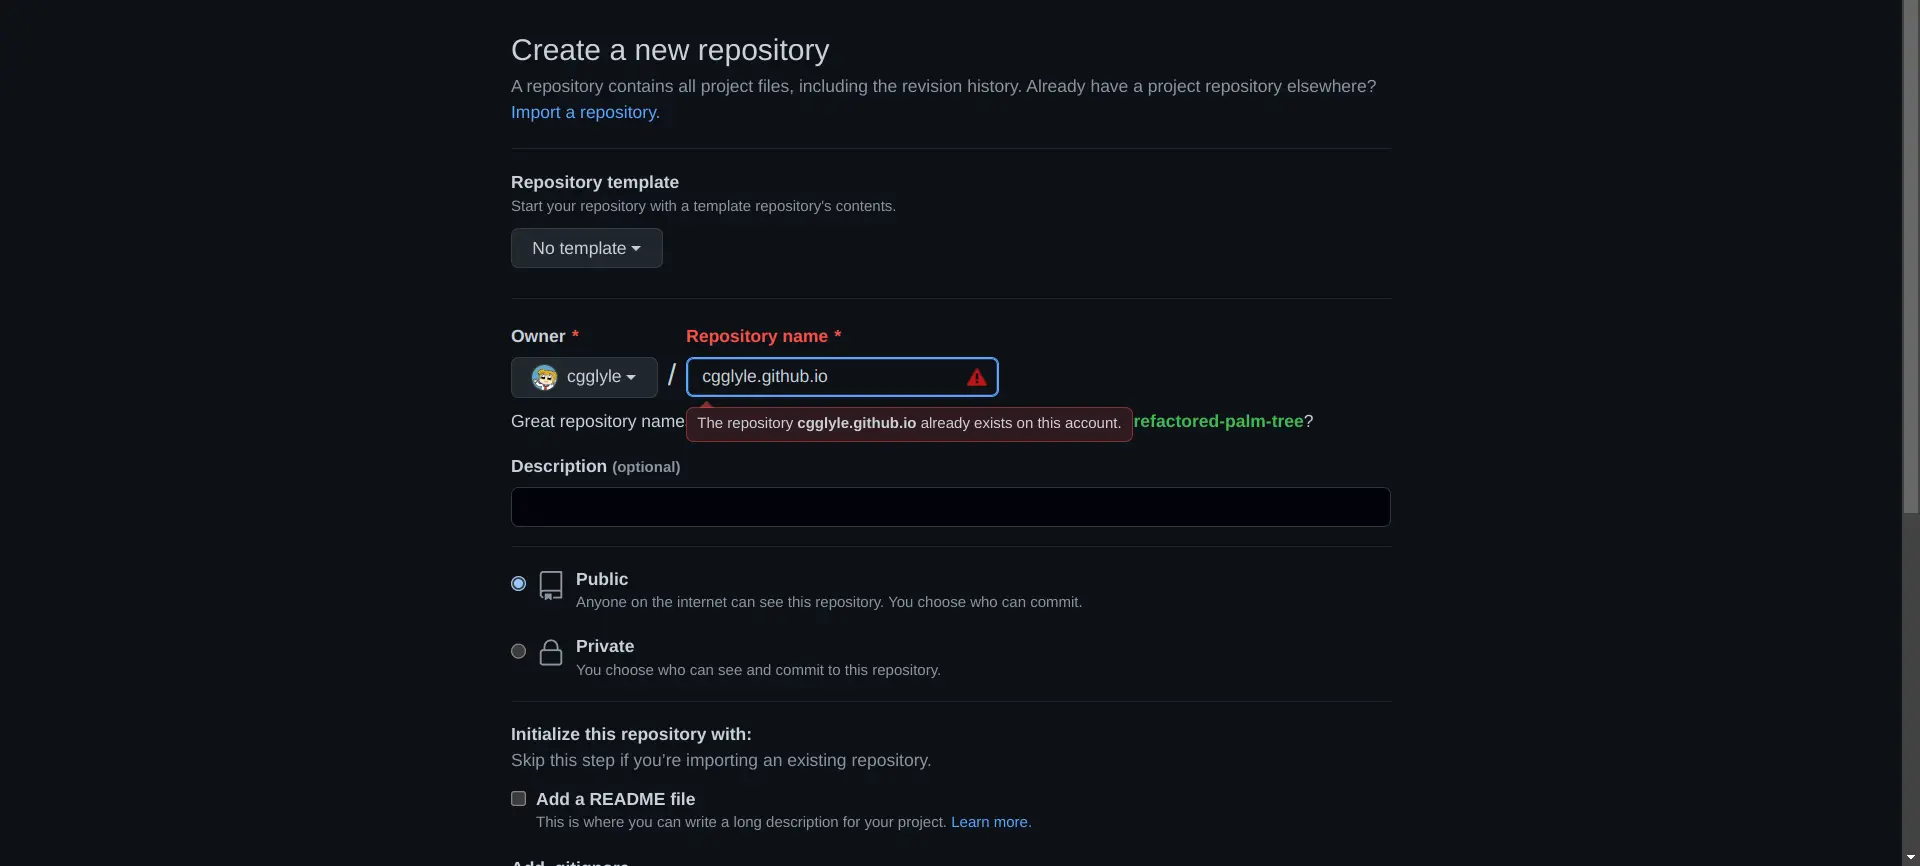 Create a new repository
A repository contains all project files, including the revision history. Already have a project repository elsewhere?
Import a repository.
Repository template
Start your repository with a template repository's contents.
No template
Owner *
Repository name *
cgglyle / cgglyle.github.io
Great repository name
The repository cgglyle.github.io already exists on this account.
refactored-palm-tree?
Description (optional)
Public
Anyone on the internet can see this repository. You choose who can commit.
Private
You choose who can see and commit to this repository.
Initialize this repository with:
Skip this step if you’re importing an existing repository.
Add a README file
This is where you can write a long description for your project. Learn more.
Add .gitignore